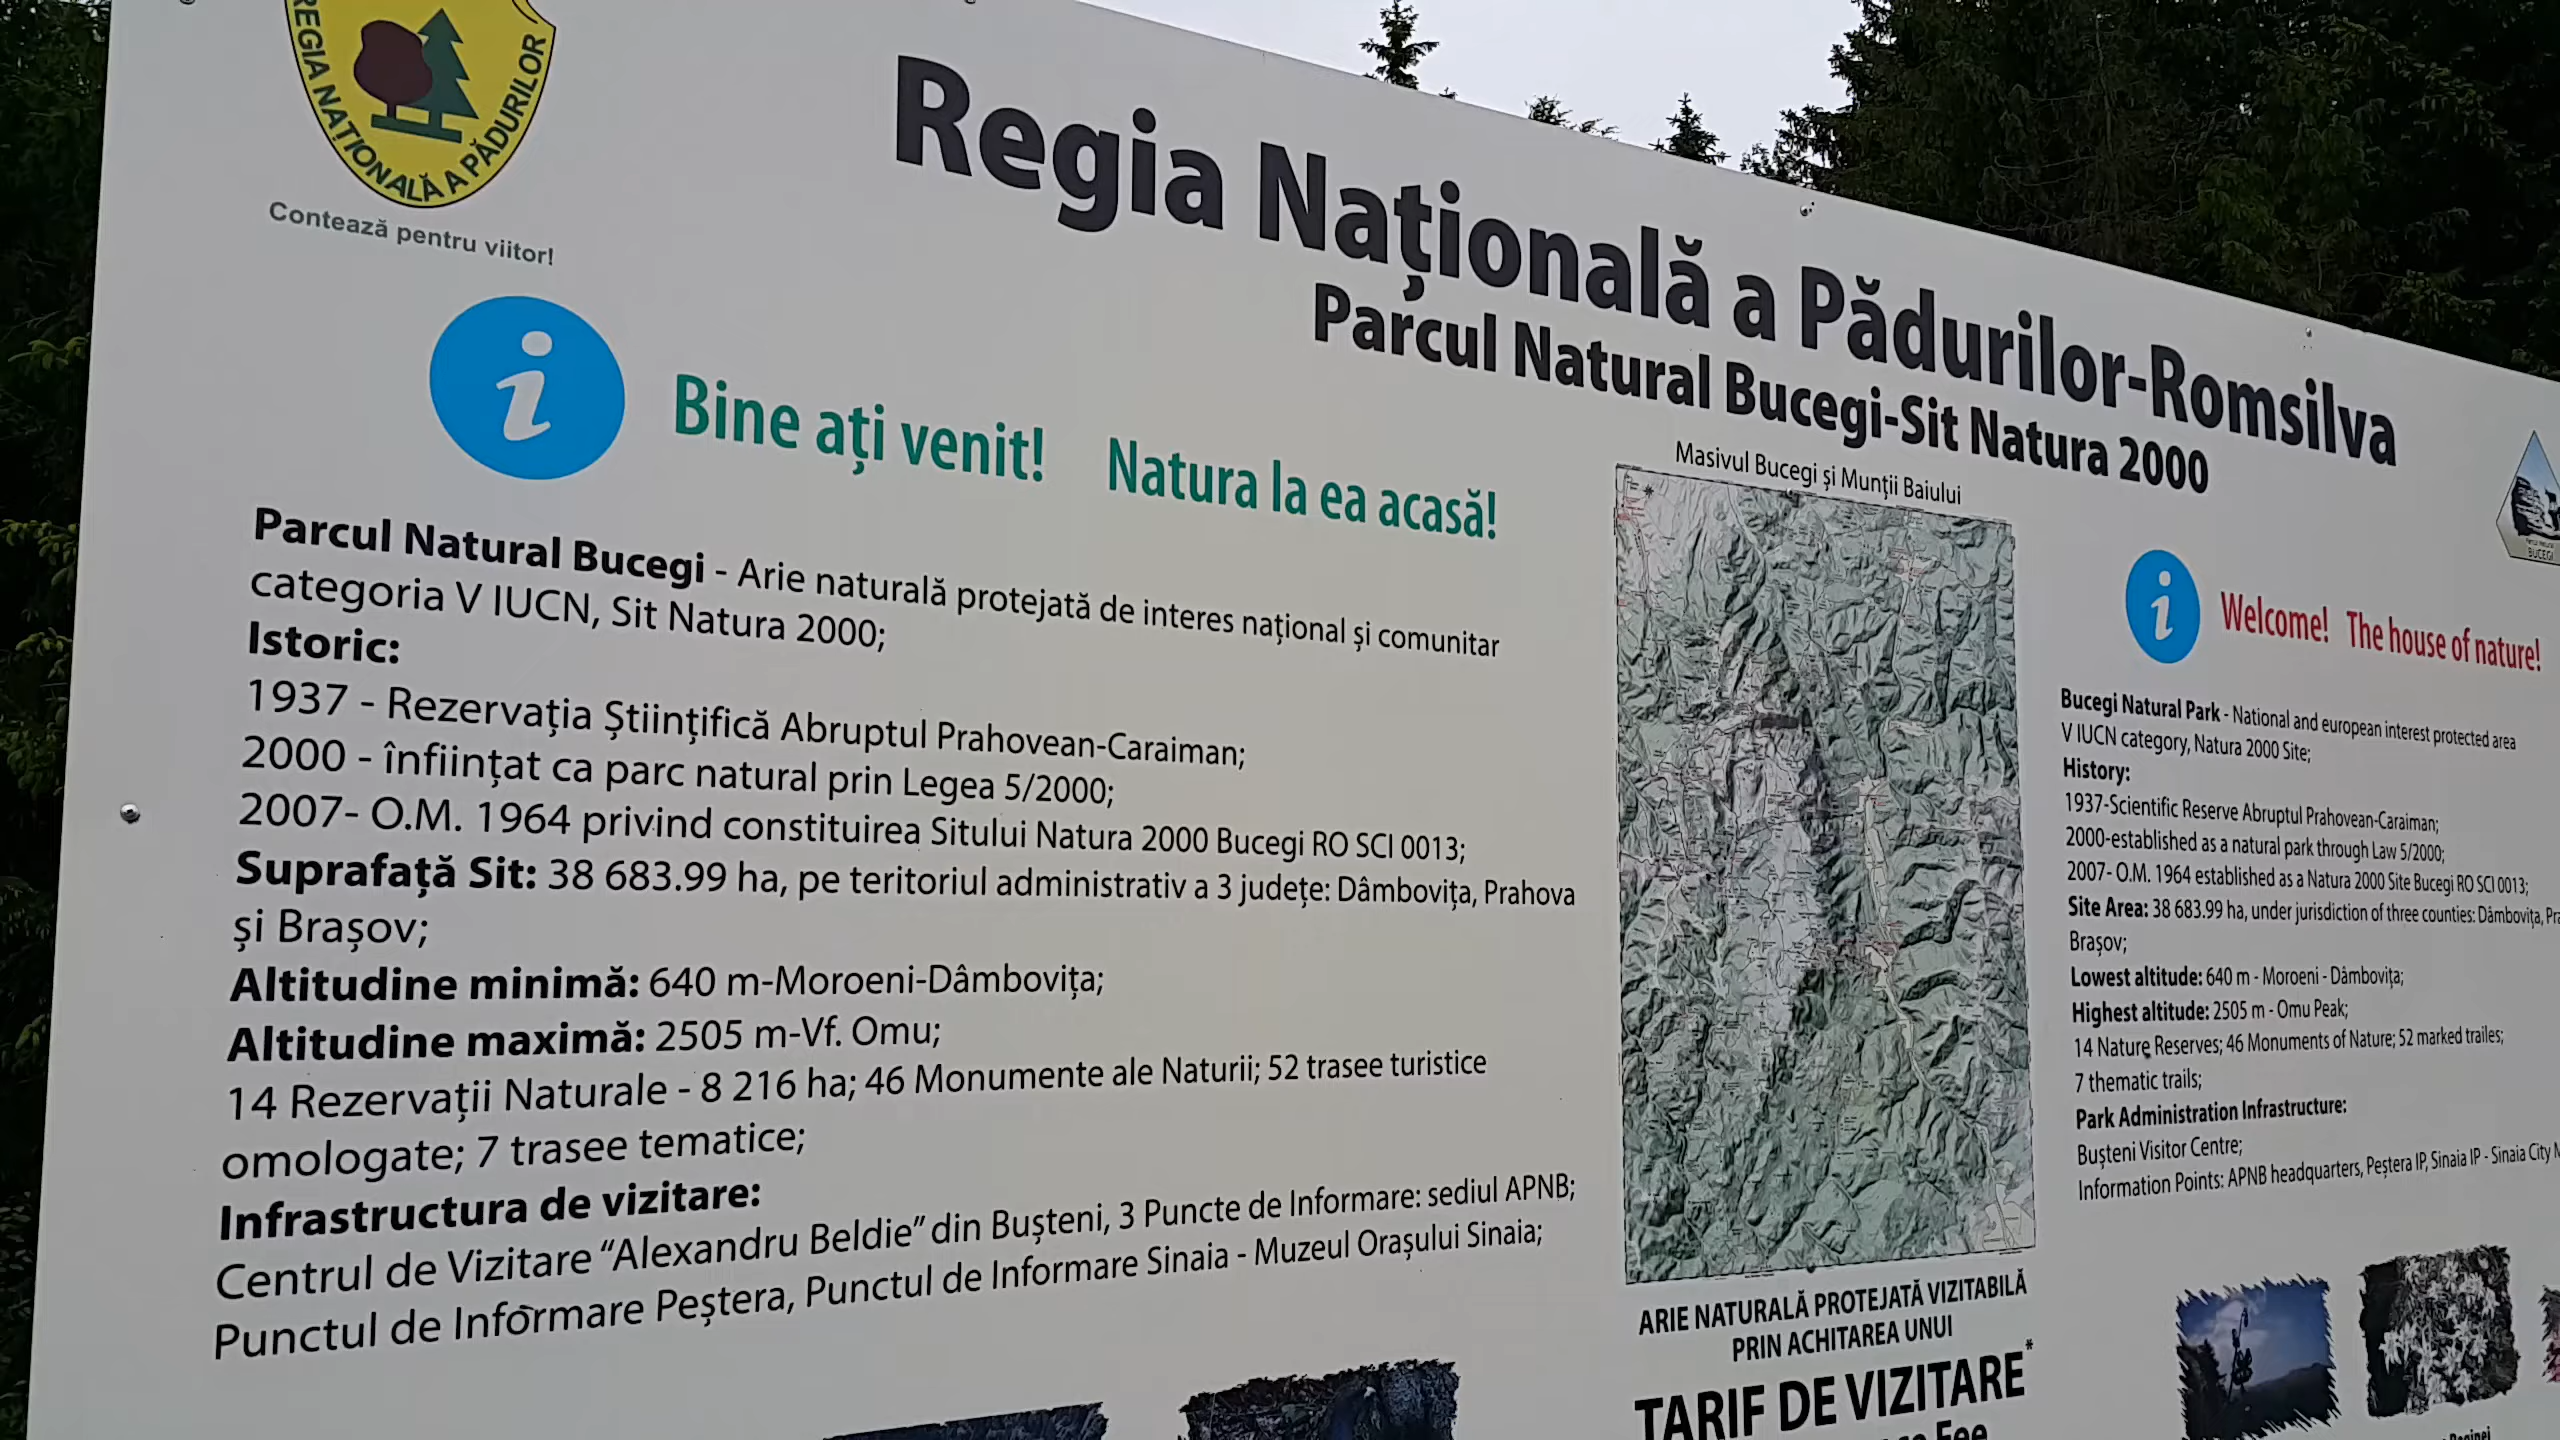 REGIA NAȚIONALĂ A PĂDURILOR
Contează pentru viitor!
Regia Națională a Pădurilor-Romsilva
Parcul Natural Bucegi-Sit Natura 2000
Bine ați venit! Natura la ea acasă!
Parcul Natural Bucegi - Arie naturală protejată de interes național și comunitar
categoria V IUCN, Sit Natura 2000;
Istoric:
1937 - Rezervația Științifică Abruptul Prahovean-Caraiman;
2000 - înființat ca parc natural prin Legea 5/2000;
2007- O.M. 1964 privind constituirea Sitului Natura 2000 Bucegi RO SCI 0013;
Suprafață Sit: 38 683.99 ha, pe teritoriul administrativ a 3 județe: Dâmbovița, Prahova
și Brașov;
Altitudine minimă: 640 m-Moroeni-Dâmbovița;
Altitudine maximă: 2505 m-Vf. Omu;
14 Rezervații Naturale - 8 216 ha; 46 Monumente ale Naturii; 52 trasee turistice
omologate; 7 trasee tematice;
Infrastructura de vizitare:
Centrul de Vizitare “Alexandru Beldie” din Bușteni, 3 Puncte de Informare: sediul APNB;
Punctul de Informare Peștera, Punctul de Informare Sinaia - Muzeul Orașului Sinaia;
Masivul Bucegi și Munții Baiului
ARIE NATURALĂ PROTEJATĂ VIZITABILĂ
PRIN ACHITAREA UNUI
TARIF DE VIZITARE*
Fee
BUCEGI
Welcome! The house of nature!
Bucegi Natural Park - National and european interest protected area
V IUCN category, Natura 2000 Site;
History:
1937-Scientific Reserve Abruptul Prahovean-Caraiman;
2000-established as a natural park through Law 5/2000;
2007- O.M. 1964 established as a Natura 2000 Site Bucegi RO SCI 0013;
Site Area: 38 683.99 ha, under jurisdiction of three counties: Dâmbovița,
Brașov;
Lowest altitude: 640 m - Moroeni - Dâmbovița;
Highest altitude: 2505 m - Omu Peak;
14 Nature Reserves; 46 Monuments of Nature; 52 marked trailes;
7 thematic trails;
Park Administration Infrastructure:
Bușteni Visitor Centre;
Information Points: APNB headquarters, Peștera IP, Sinaia IP - Sinaia City